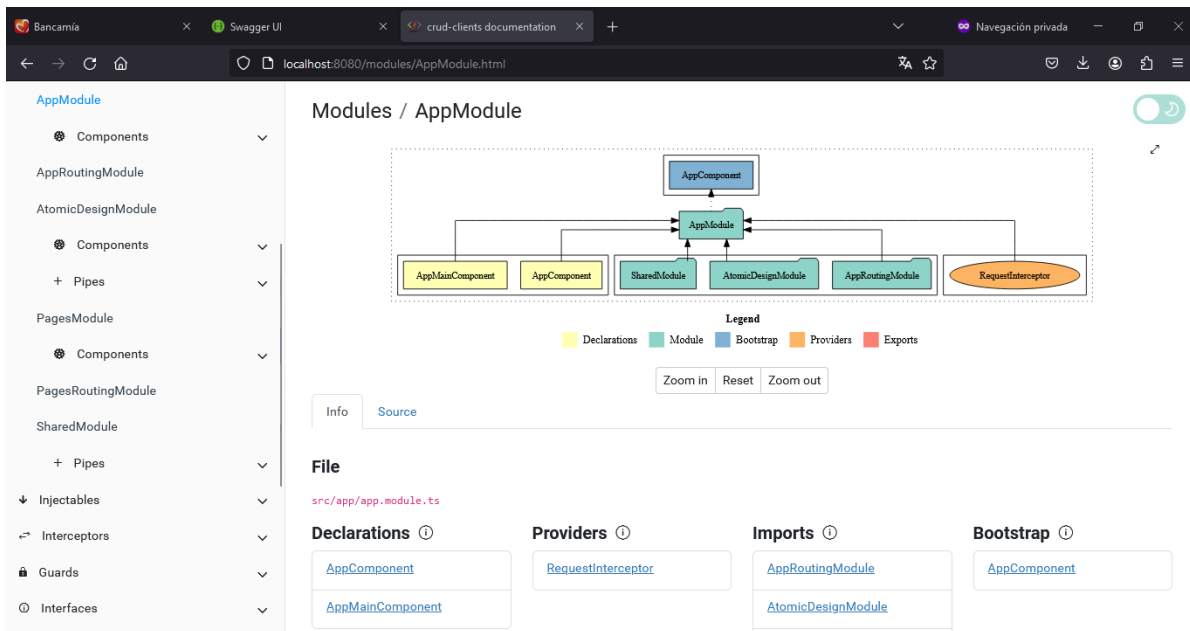 Bancamía
Swagger UI
crud-clients documentation
Navegación privada
localhost:8080/modules/AppModule.html
AppModule
Components
AppRoutingModule
AtomicDesignModule
Components
Pipes
PagesModule
Components
PagesRoutingModule
SharedModule
Pipes
Injectables
Interceptors
Guards
Interfaces
Modules / AppModule
AppComponent
AppModule
AppMainComponent
AppComponent
SharedModule
AtomicDesignModule
AppRoutingModule
RequestInterceptor
Legend
Declarations
Module
Bootstrap
Providers
Exports
Zoom in
Reset
Zoom out
Info
Source
File
src/app/app.module.ts
Declarations
AppComponent
AppMainComponent
Providers
RequestInterceptor
Imports
AppRoutingModule
AtomicDesignModule
Bootstrap
AppComponent